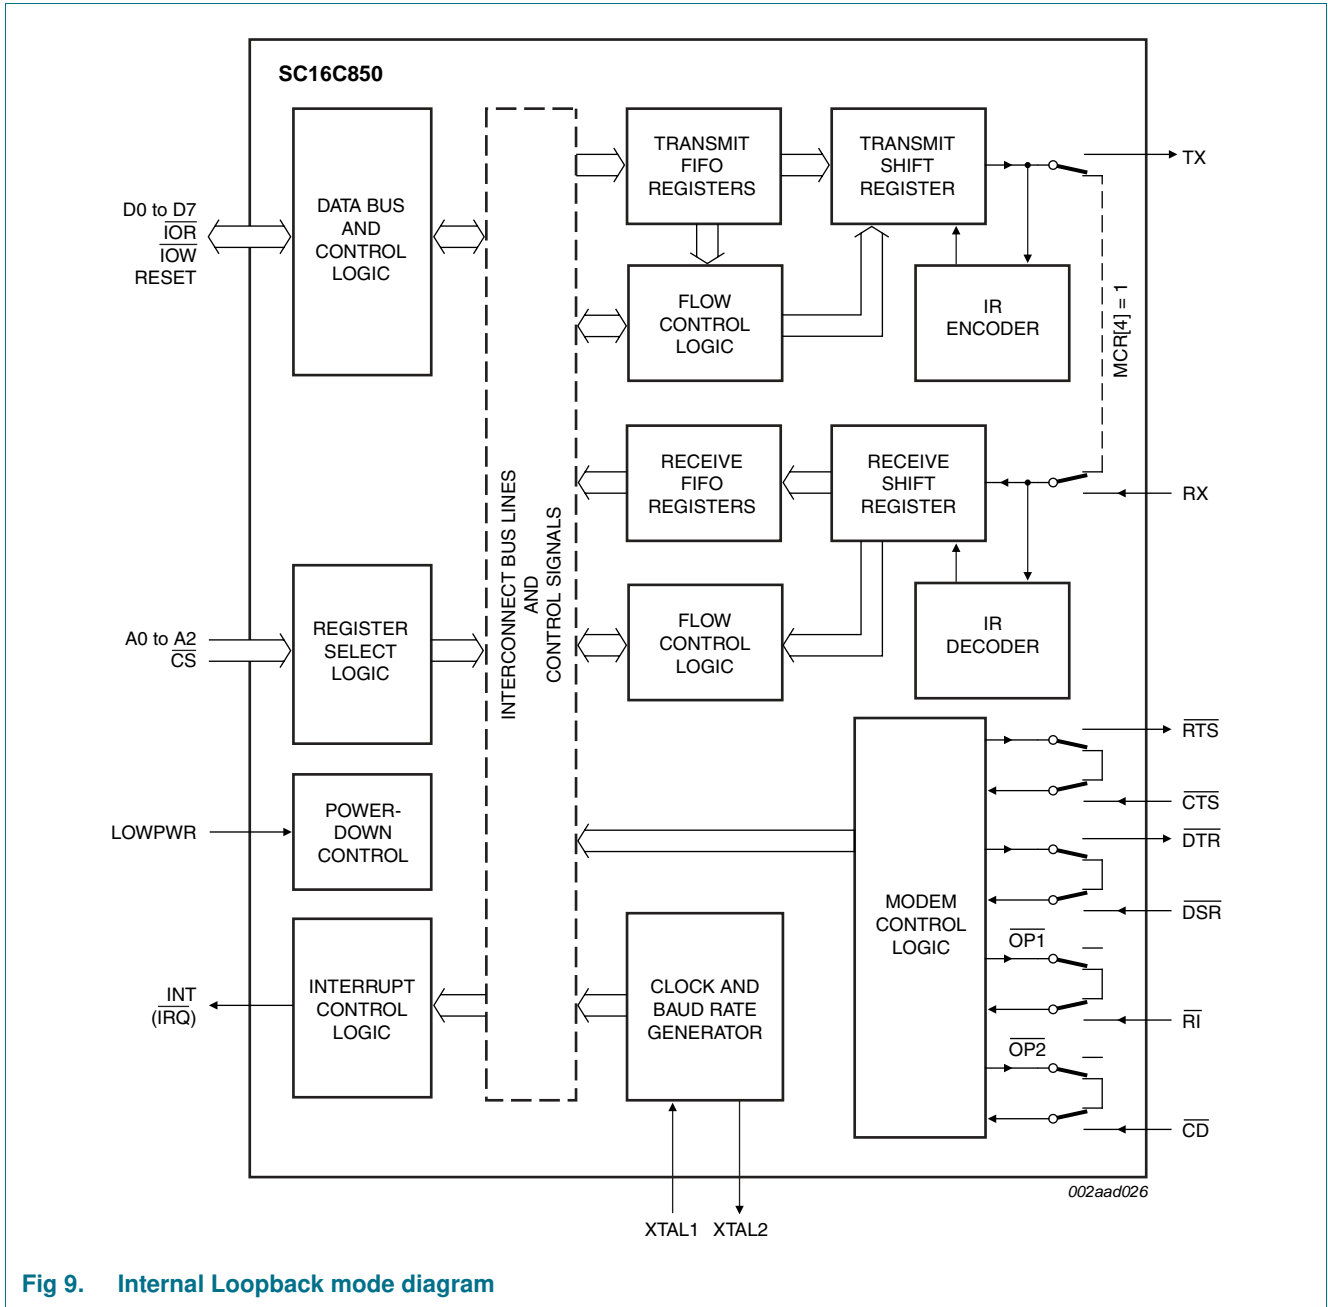 SC16C850
D0 to D7
IOR
IOW
RESET
DATA BUS
AND
CONTROL
LOGIC
A0 to A2
CS
REGISTER
SELECT
LOGIC
LOWPWR
POWER-
DOWN
CONTROL
INT
(IRQ)
INTERRUPT
CONTROL
LOGIC
INTERCONNECT BUS LINES
AND
CONTROL SIGNALS
TRANSMIT
FIFO
REGISTERS
TRANSMIT
SHIFT
REGISTER
TX
FLOW
CONTROL
LOGIC
IR
ENCODER
MCR[4] = 1
RECEIVE
FIFO
REGISTERS
RECEIVE
SHIFT
REGISTER
RX
FLOW
CONTROL
LOGIC
IR
DECODER
MODEM
CONTROL
LOGIC
RTS
CTS
DTR
DSR
OP1
RI
OP2
CD
CLOCK AND
BAUD RATE
GENERATOR
XTAL1 XTAL2
002aad026
Fig 9. Internal Loopback mode diagram